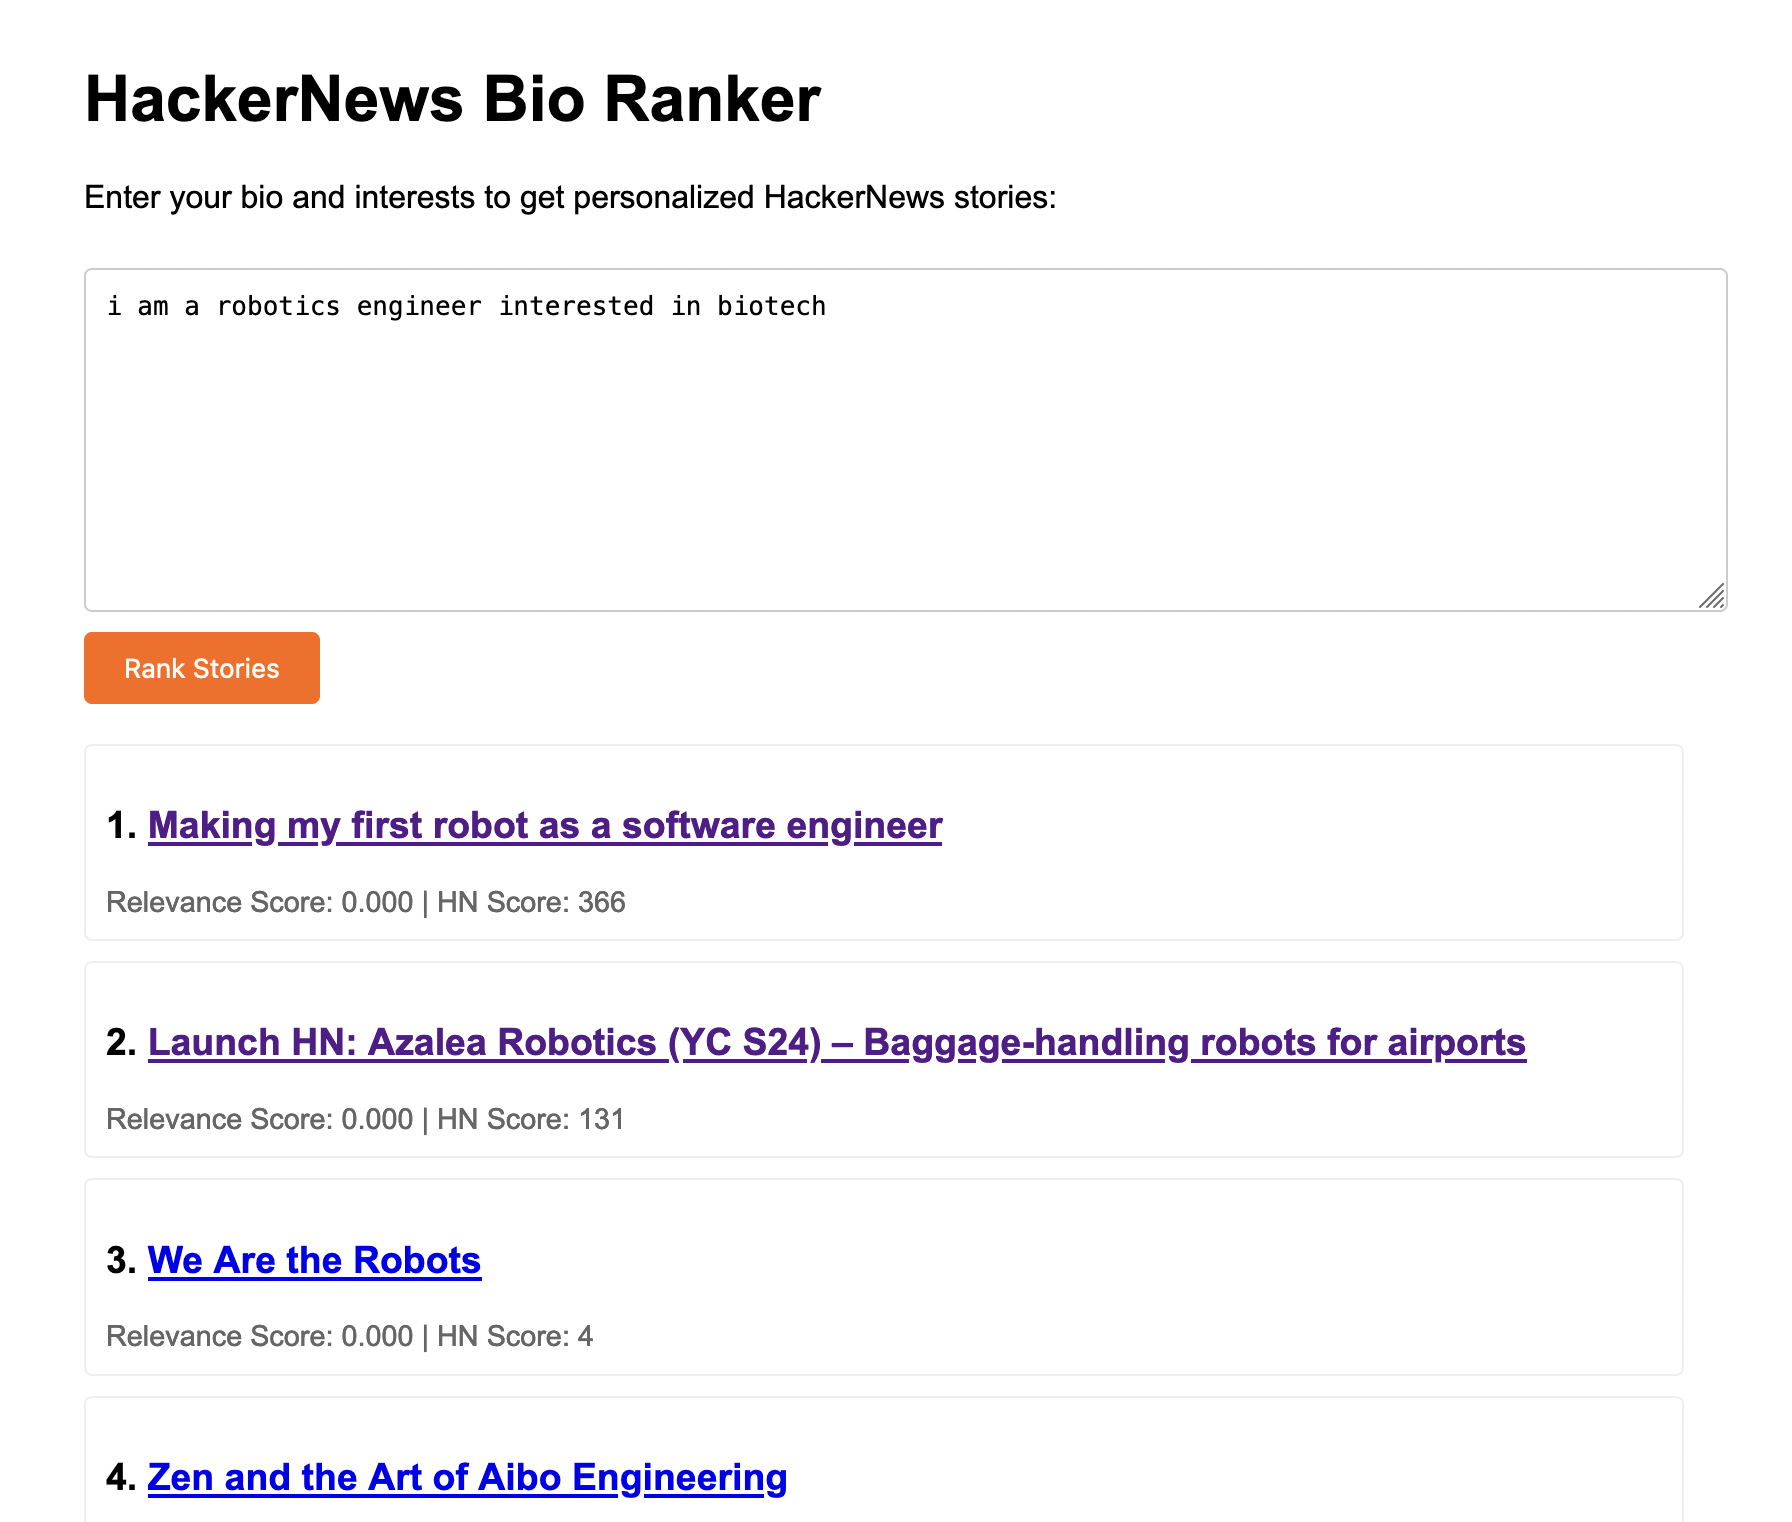 HackerNews Bio Ranker
Enter your bio and interests to get personalized HackerNews stories:
i am a robotics engineer interested in biotech
Rank Stories
1. Making my first robot as a software engineer
Relevance Score: 0.000 | HN Score: 366
2. Launch HN: Azalea Robotics (YC S24) – Baggage-handling robots for airports
Relevance Score: 0.000 | HN Score: 131
3. We Are the Robots
Relevance Score: 0.000 | HN Score: 4
4. Zen and the Art of Aibo Engineering